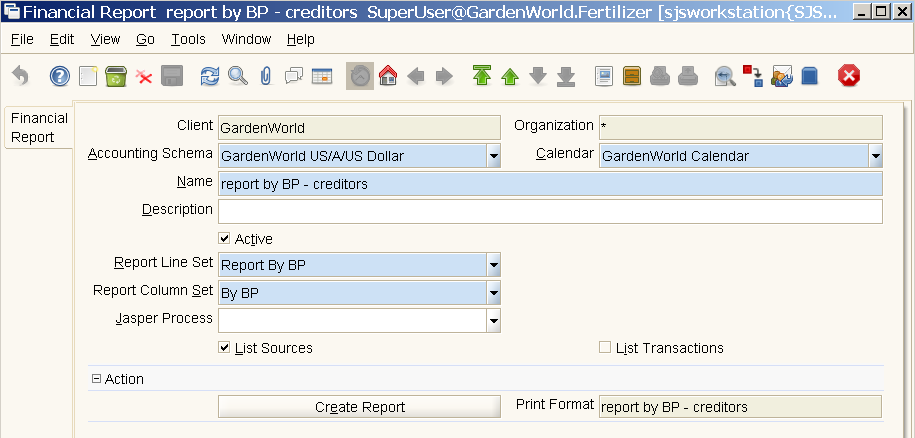 Financial Report report by BP - creditors SuperUser@GardenWorld.Fertilizer [sjsworkstation{SJS...
File Edit View Go Tools Window Help
Financial
Report
Client GardenWorld Organization *
Accounting Schema GardenWorld US/A/US Dollar Calendar GardenWorld Calendar
Name report by BP - creditors
Description
Active
Report Line Set Report By BP
Report Column Set By BP
Jasper Process
List Sources List Transactions
Action
Create Report Print Format report by BP - creditors